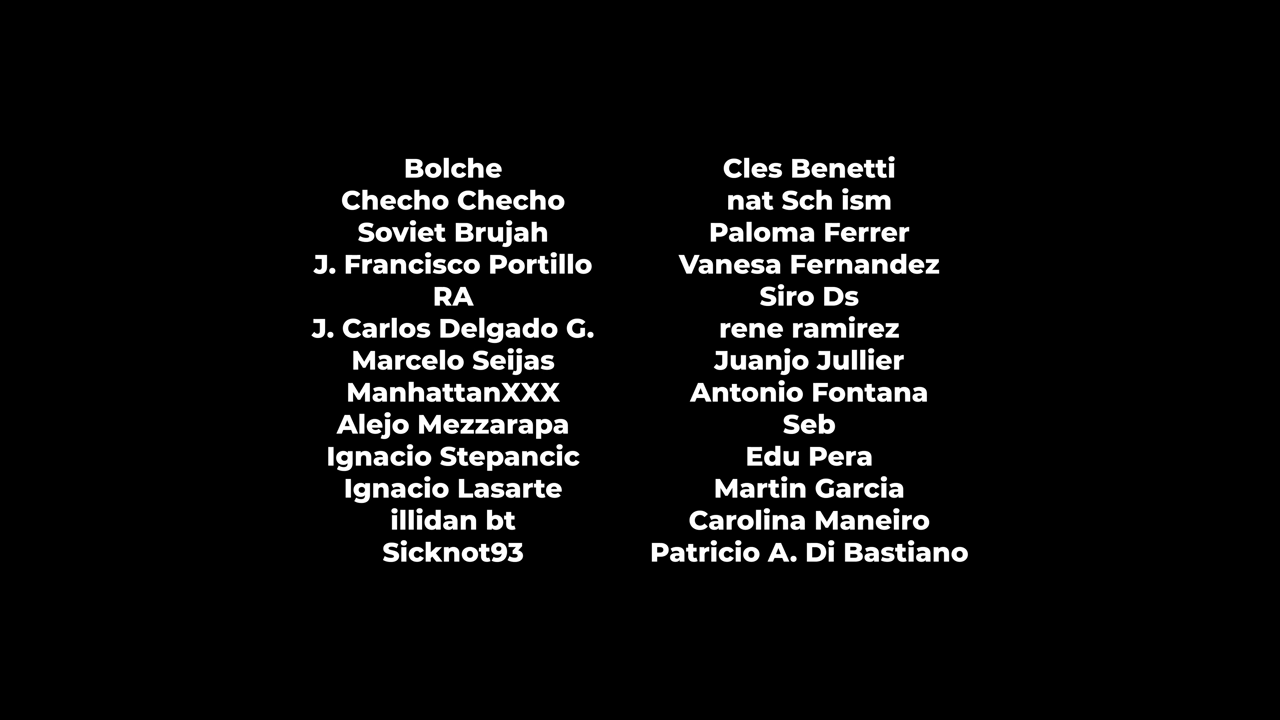 Bolche
Checho Checho
Soviet Brujah
J. Francisco Portillo
RA
J. Carlos Delgado G.
Marcelo Seijas
ManhattanXXX
Alejo Mezzarapa
Ignacio Stepancic
Ignacio Lasarte
illidan bt
Sicknot93
Cles Benetti
nat Sch ism
Paloma Ferrer
Vanesa Fernandez
Siro Ds
rene ramirez
Juanjo Jullier
Antonio Fontana
Seb
Edu Pera
Martin Garcia
Carolina Maneiro
Patricio A. Di Bastiano